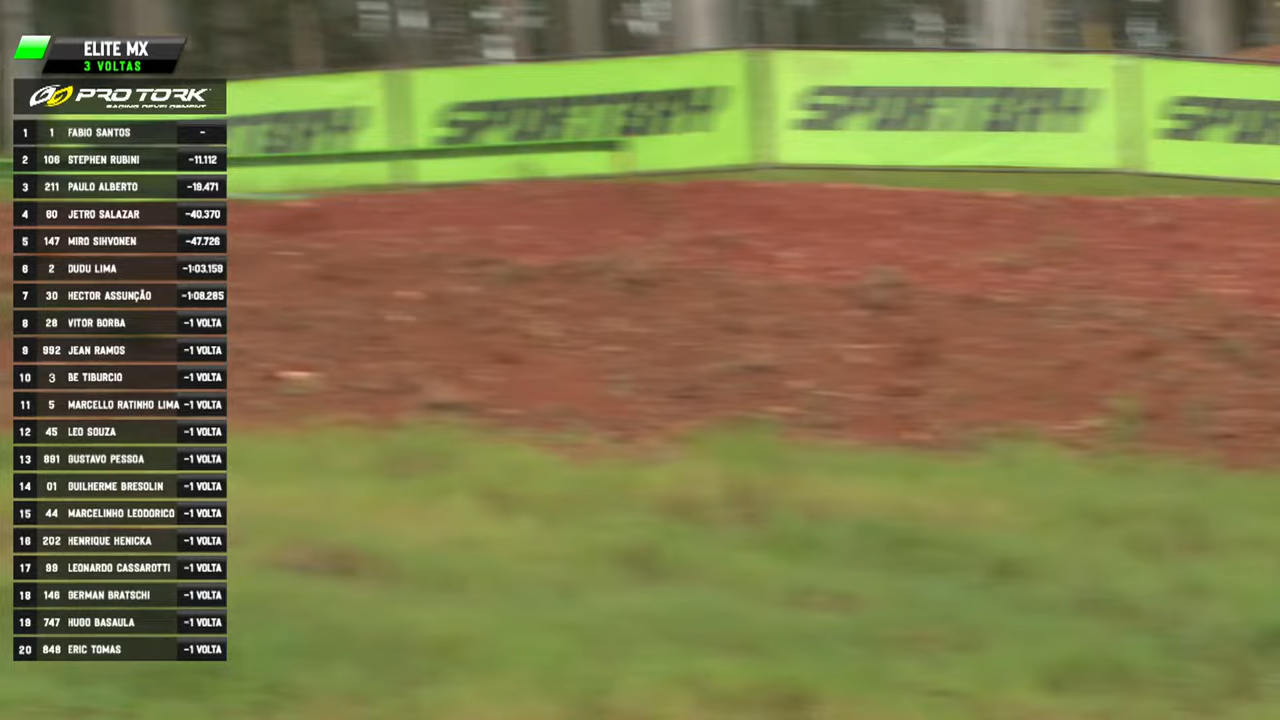 ELITE MX
3 VOLTAS
PRO TORK
RACING DEVELOPMENT
1 1 FABIO SANTOS -
2 106 STEPHEN RUBINI -11.112
3 211 PAULO ALBERTO -19.471
4 60 JETRO SALAZAR -40.370
5 147 MIRO SIHVONEN -47.726
6 2 DUDU LIMA -1:03.159
7 30 HECTOR ASSUNÇÃO -1:08.285
8 28 VITOR BORBA -1 VOLTA
9 992 JEAN RAMOS -1 VOLTA
10 3 BE TIBURCIO -1 VOLTA
11 5 MARCELLO RATINHO LIMA -1 VOLTA
12 45 LEO SOUZA -1 VOLTA
13 891 GUSTAVO PESSOA -1 VOLTA
14 01 GUILHERME BRESOLIN -1 VOLTA
15 44 MARCELINHO LEODORICO -1 VOLTA
16 202 HENRIQUE HENICKA -1 VOLTA
17 99 LEONARDO CASSAROTTI -1 VOLTA
18 146 GERMAN BRATSCHI -1 VOLTA
19 747 HUGO BASAULA -1 VOLTA
20 848 ERIC TOMAS -1 VOLTA
SPORTBAY SPORTBAY